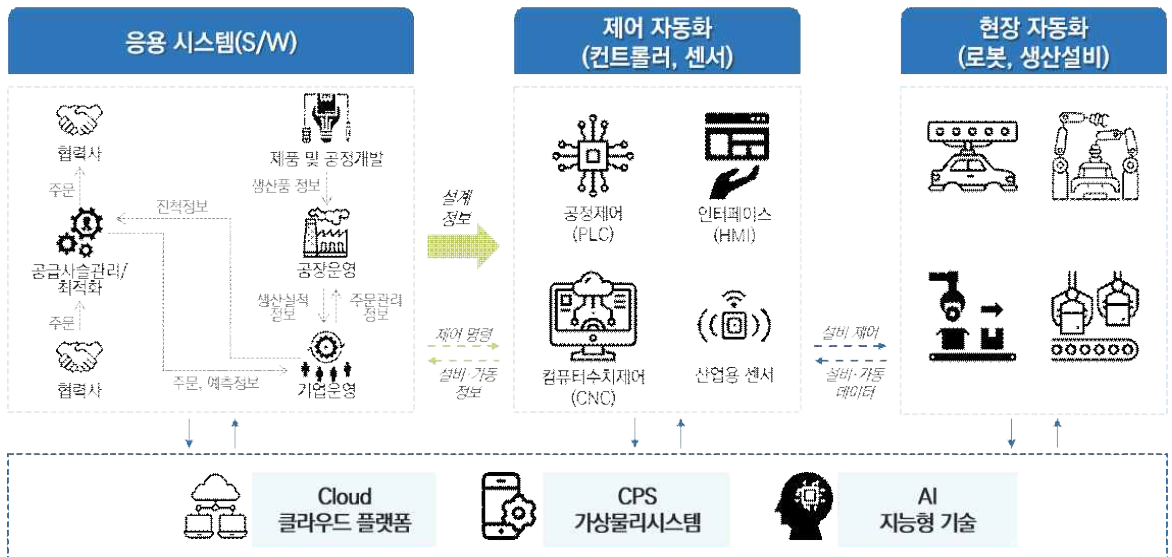 응용 시스템(S/W)
협력사
주문
공급사슬관리/
최적화
주문
협력사
제품 및 공정개발
생산품 정보
공장운영
생산실적
정보
주문관리
정보
기업운영
진척정보
주문, 예측정보
설계
정보
제어 명령
설비·가동
정보
제어 자동화
(컨트롤러, 센서)
공정제어
(PLC)
인터페이스
(HMI)
컴퓨터수치제어
(CNC)
산업용 센서
설비 제어
설비·가동
데이터
현장 자동화
(로봇, 생산설비)
Cloud
클라우드 플랫폼
CPS
가상물리시스템
AI
지능형 기술